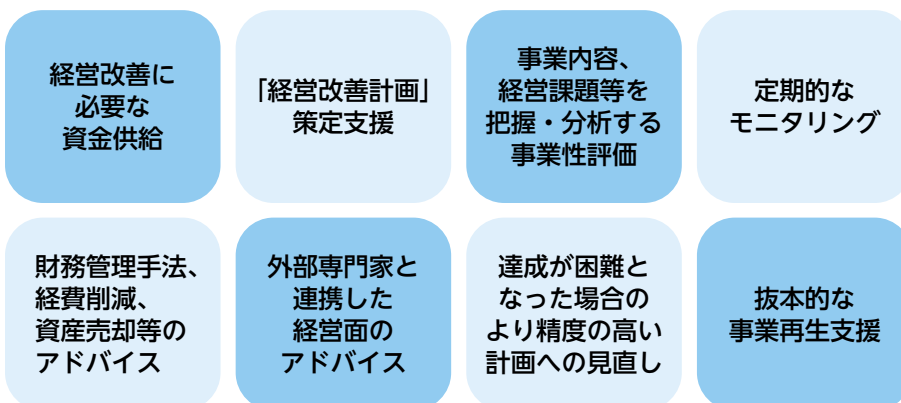 経営改善に
必要な
資金供給
「経営改善計画」
策定支援
事業内容、
経営課題等を
把握・分析する
事業性評価
定期的な
モニタリング
財務管理手法、
経費削減、
資産売却等の
アドバイス
外部専門家と
連携した
経営面の
アドバイス
達成が困難と
なった場合の
より精度の高い
計画への見直し
抜本的な
事業再生支援